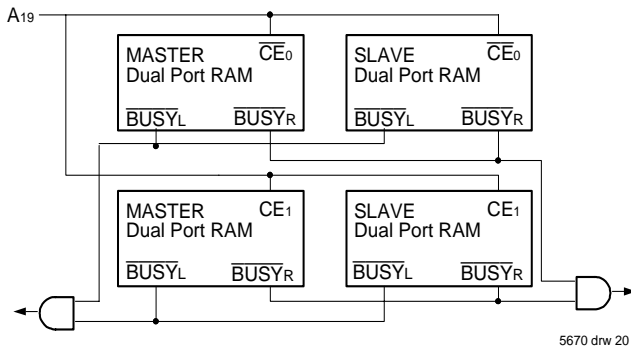 A19
MASTER CE0
Dual Port RAM
BUSYL BUSYR
SLAVE CE0
Dual Port RAM
BUSYL BUSYR
MASTER CE1
Dual Port RAM
BUSYL BUSYR
SLAVE CE1
Dual Port RAM
BUSYL BUSYR
5670 drw 20